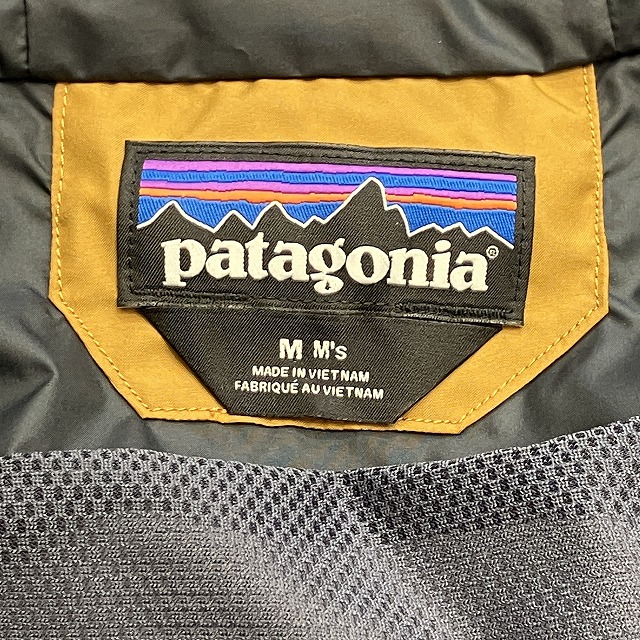 patagonia®
M M's
MADE IN VIETNAM
FABRIQUÉ AU VIETNAM